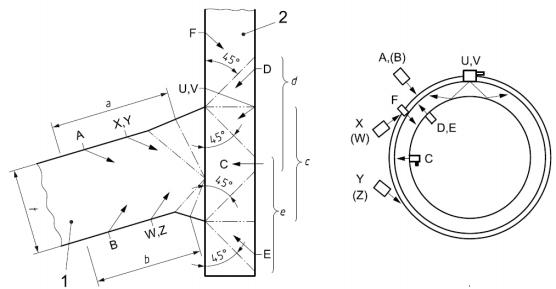 2
F
45°
D
U,V
a
X,Y
A
d
45°
C
c
45°
e
t
B
W,Z
b
45°
E
1
A,(B)
U,V
F
X
(W)
D,E
C
Y
(Z)